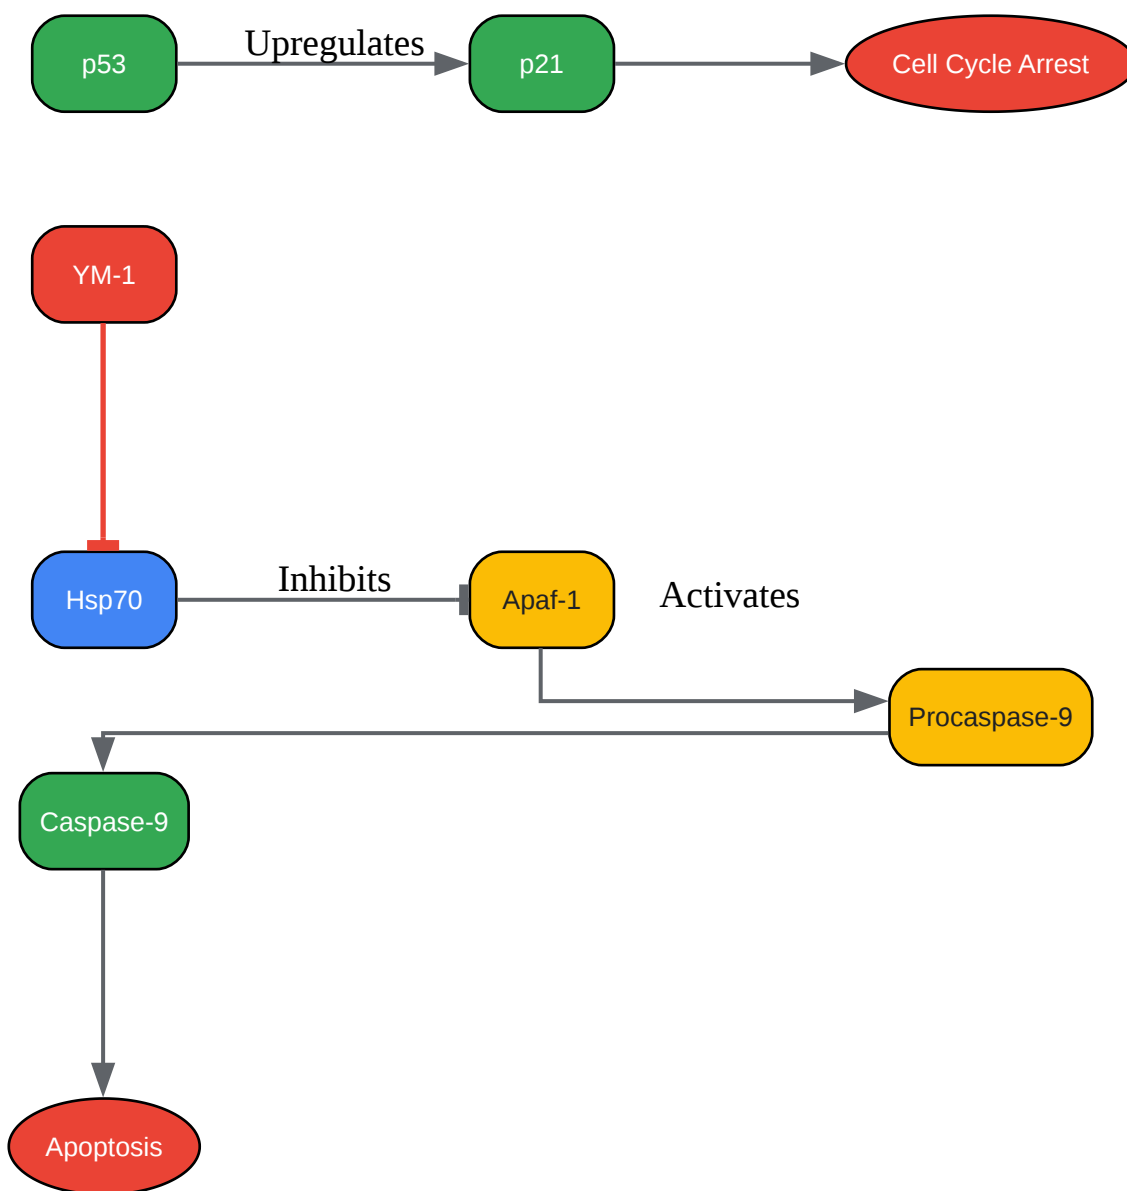 Upregulates
p53
p21
Cell Cycle Arrest
YM-1
Inhibits
Hsp70
Apaf-1
Activates
Procaspase-9
Caspase-9
Apoptosis